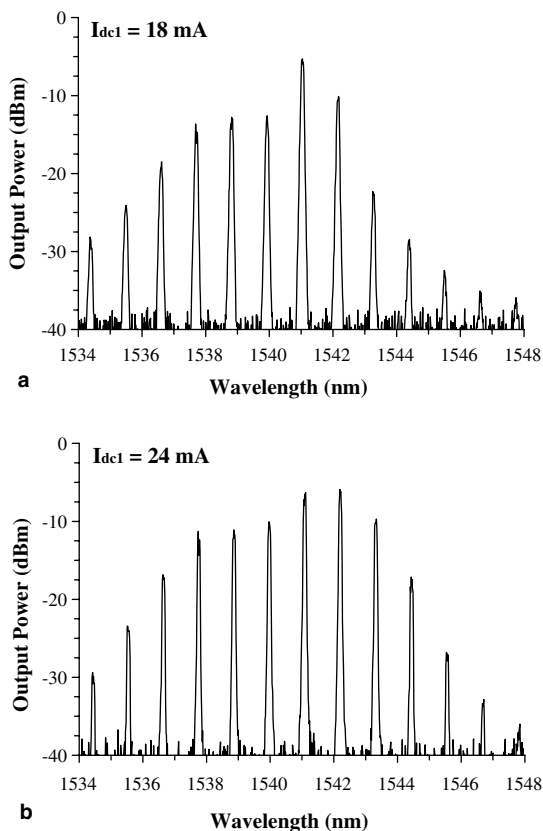 0
I_dc1 = 18 mA
-10
-20
-30
-40
Output Power (dBm)
1534 1536 1538 1540 1542 1544 1546 1548
a
Wavelength (nm)
0
I_dc1 = 24 mA
-10
-20
-30
-40
Output Power (dBm)
1534 1536 1538 1540 1542 1544 1546 1548
b
Wavelength (nm)